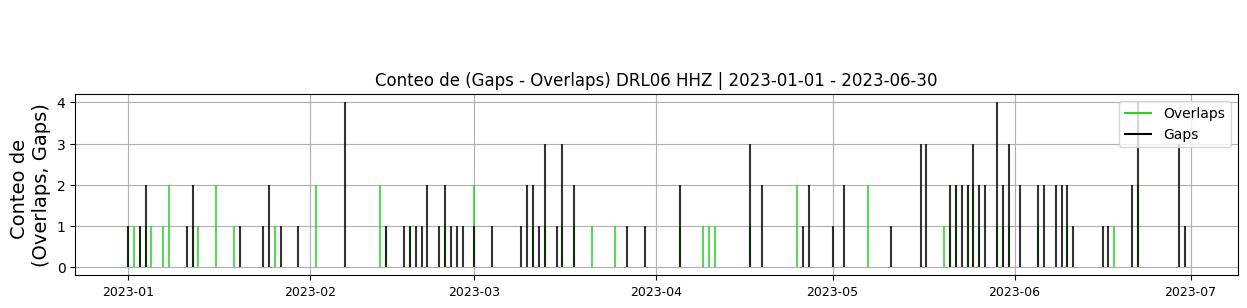 Conteo de (Gaps - Overlaps) DRL06 HHZ | 2023-01-01 - 2023-06-30
Conteo de
(Overlaps, Gaps)
4
3
2
1
0
Overlaps
Gaps
2023-01 2023-02 2023-03 2023-04 2023-05 2023-06 2023-07